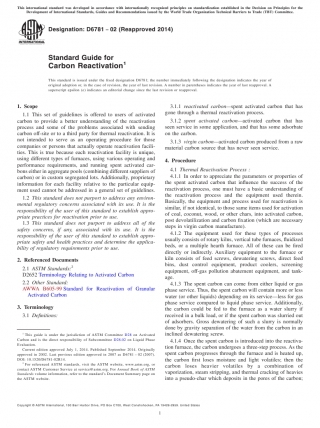 This international standard was developed in accordance with internationally recognized principles on standardization established in the Decision on Principles for the
Development of International Standards, Guides and Recommendations issued by the World Trade Organization Technical Barriers to Trade (TBT) Committee.
Designation: D6781 − 02 (Reapproved 2014)
Standard Guide for
Carbon Reactivation1
This standard is issued under the fixed designation D6781; the number immediately following the designation indicates the year of
original adoption or, in the case of revision, the year of last revision. A number in parentheses indicates the year of last reapproval. A
superscript epsilon (ε) indicates an editorial change since the last revision or reapproval.
1. Scope
1.1 This set of guidelines is offered to users of activated
carbon to provide a better understanding of the reactivation
process and some of the problems associated with sending
carbon off-site or to a third party for thermal reactivation. It is
not intended to serve as an operating procedure for those
companies or persons that actually operate reactivation facili-
ties. This is true because each reactivation facility is unique,
using different types of furnaces, using various operating and
performance requirements, and running spent activated car-
bons either in aggregate pools (combining different suppliers of
carbon) or in custom segregated lots. Additionally, proprietary
information for each facility relative to the particular equip-
ment used cannot be addressed in a general set of guidelines.
1.2 This standard does not purport to address any environ-
mental regulatory concerns associated with its use. It is the
responsibility of the user of this standard to establish appro-
priate practices for reactivation prior to use.
1.3 This standard does not purport to address all of the
safety concerns, if any, associated with its use. It is the
responsibility of the user of this standard to establish appro-
priate safety and health practices and determine the applica-
bility of regulatory requirements prior to use.
2. Referenced Documents
2.1 ASTM Standards:2
D2652 Terminology Relating to Activated Carbon
2.2 Other Standard:
AWWA B605-99 Standard for Reactivation of Granular
Activated Carbon
3. Terminology
3.1 Definitions:
1 This guide is under the jurisdiction of ASTM Committee D28 on Activated
Carbon and is the direct responsibility of Subcommittee D28.02 on Liquid Phase
Evaluation.
Current edition approved July 1, 2014. Published September 2014. Originally
approved in 2002. Last previous edition approved in 2007 as D6781 – 02 (2007).
DOI: 10.1520/D6781-02R14.
2 For referenced ASTM standards, visit the ASTM website, www.astm.org, or
contact ASTM Customer Service at service@astm.org. For Annual Book of ASTM
Standards volume information, refer to the standard's Document Summary page on
the ASTM website.
3.1.1 reactivated carbon—spent activated carbon that has
gone through a thermal reactivation process.
3.1.2 spent activated carbon—activated carbon that has
seen service in some application, and that has some adsorbate
on the carbon.
3.1.3 virgin carbon—activated carbon produced from a raw
material carbon source that has never seen service.
4. Procedure
4.1 Thermal Reactivation Process :
4.1.1 In order to appreciate the parameters or properties of
the spent activated carbon that influence the success of the
reactivation process, one must have a basic understanding of
the reactivation process and the equipment used therein.
Basically, the equipment and process used for reactivation is
similar, if not identical, to those same items used for activation
of coal, coconut, wood, or other chars, into activated carbon,
post devolatilization and carbon fixation (which are necessary
steps in virgin carbon manufacture).
4.1.2 The equipment used for these types of processes
usually consists of rotary kilns, vertical tube furnaces, fluidized
beds, or a multiple hearth furnace. All of these can be fired
directly or indirectly. Auxiliary equipment to the furnace or
kiln consists of feed screws, dewatering screws, direct feed
bins, dust control equipment, product coolers, screening
equipment, off-gas pollution abatement equipment, and tank-
age.
4.1.3 The spent carbon can come from either liquid or gas
phase service. Thus, the spent carbon will contain more or less
water (or other liquids) depending on its service—less for gas
phase service compared to liquid phase service. Additionally,
the carbon could be fed to the furnace as a water slurry if
received in a bulk load, or if the spent carbon was slurried out
of adsorbers. Gross dewatering of such a slurry is normally
done by gravity separation of the water from the carbon in an
inclined dewatering screw.
4.1.4 Once the spent carbon is introduced into the reactiva-
tion furnace, the carbon undergoes a three-step process. As the
spent carbon progresses through the furnace and is heated up,
the carbon first loses moisture and light volatiles; then the
carbon loses heavier volatiles by a combination of
vaporization, steam stripping, and thermal cracking of heavies
into a pseudo-char which deposits in the pores of the carbon;
Copyright © ASTM International, 100 Barr Harbor Drive, PO Box C700, West Conshohocken, PA 19428-2959. United States
1